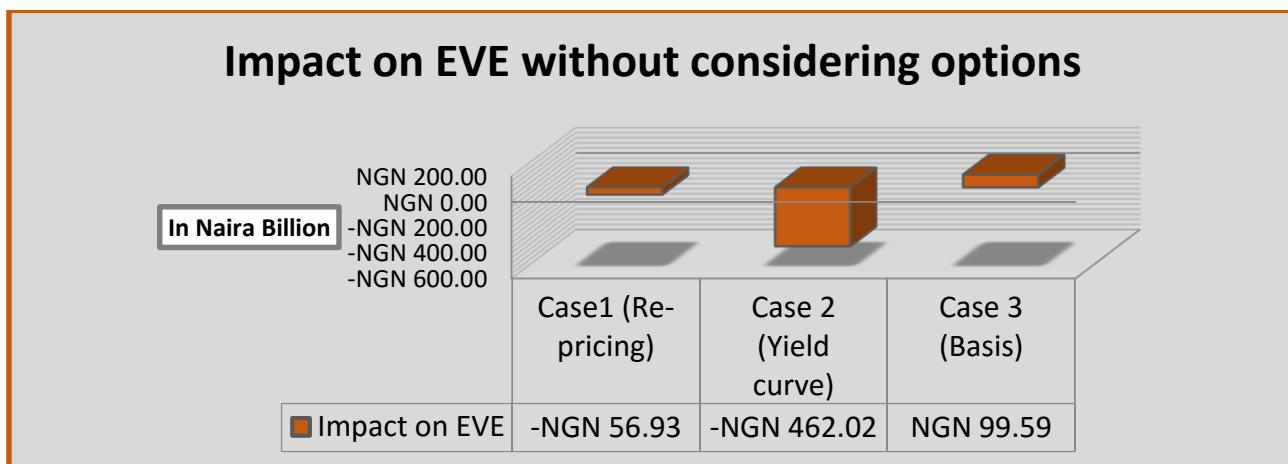 Impact on EVE without considering options
NGN 200.00
NGN 0.00
-NGN 200.00
-NGN 400.00
-NGN 600.00
In Naira Billion
Case1 (Re-
pricing)
Case 2
(Yield
curve)
Case 3
(Basis)
Impact on EVE -NGN 56.93 -NGN 462.02 NGN 99.59